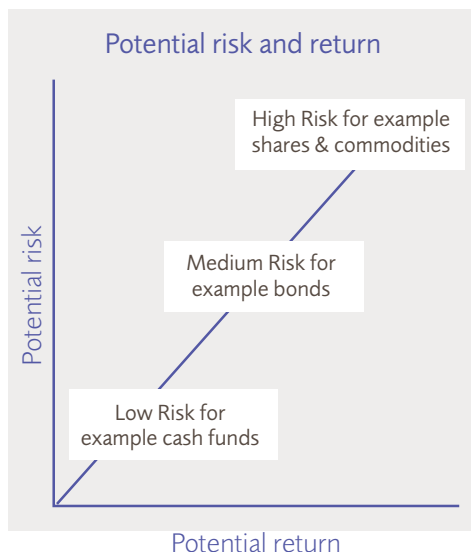 Potential risk and return
High Risk for example
shares & commodities
Potential risk
Medium Risk for
example bonds
Low Risk for
example cash funds
Potential return